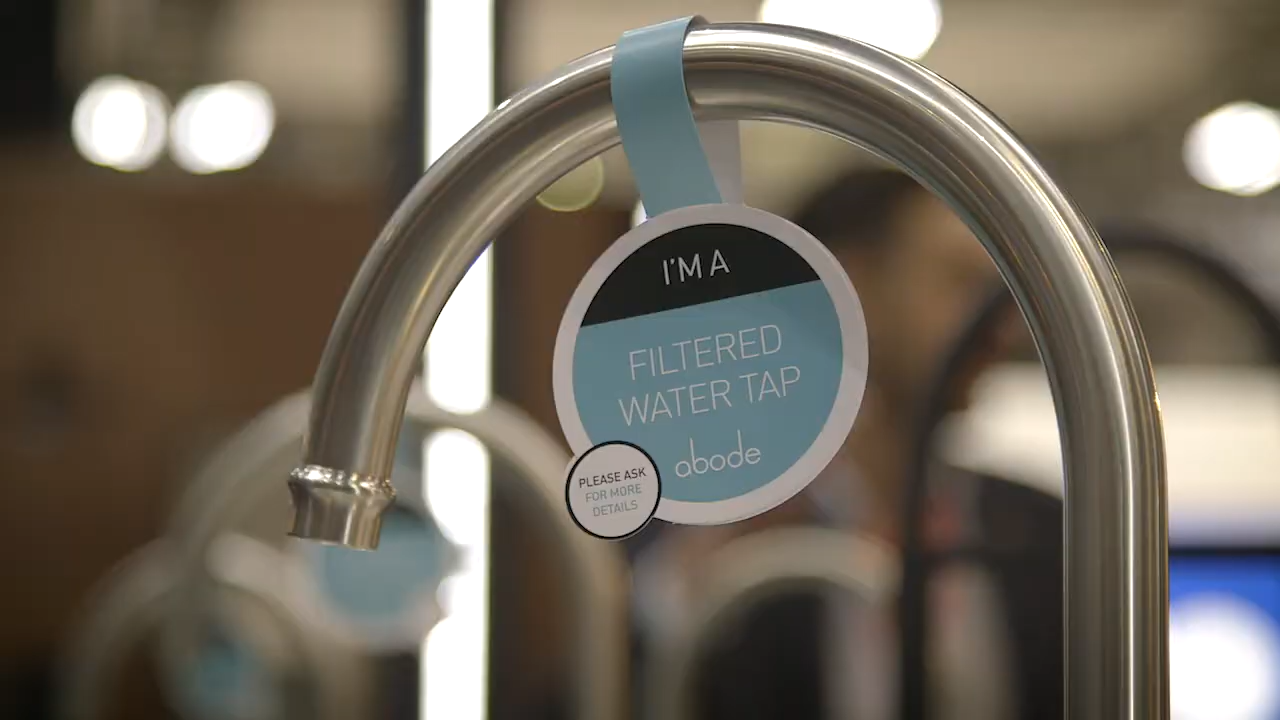 I'M A
FILTERED
WATER TAP
abode
PLEASE ASK
FOR MORE
DETAILS